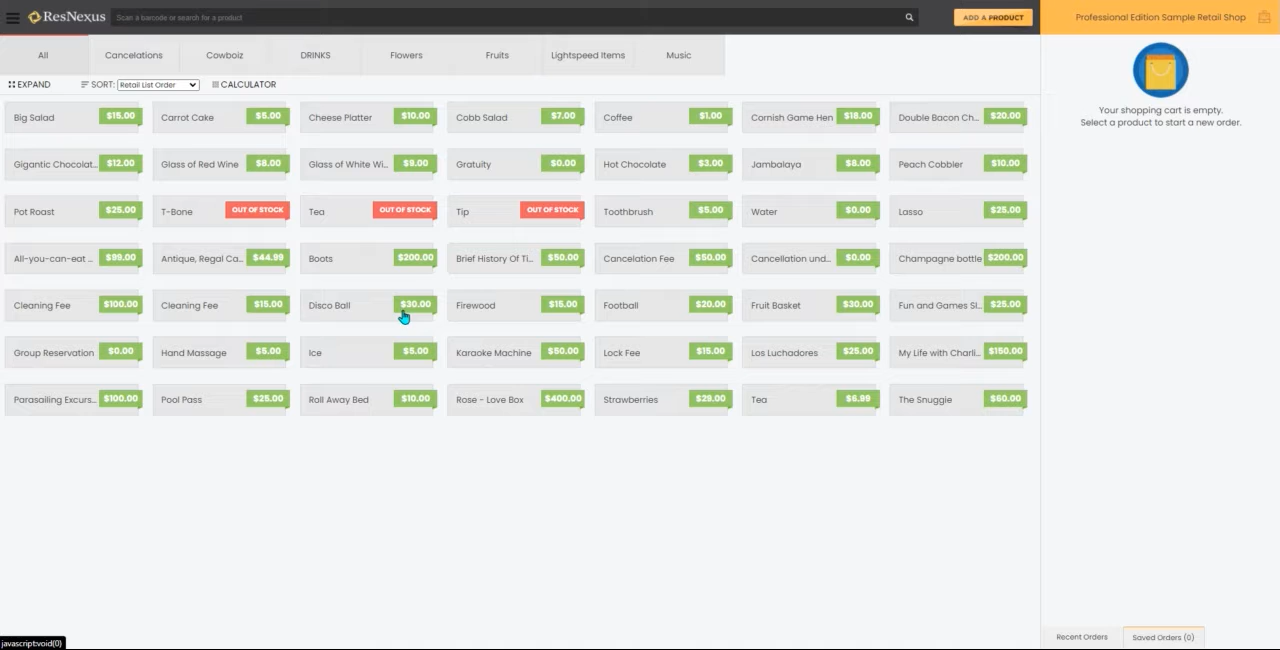 ResNexus Scan a barcode or search for a product ADD A PRODUCT Professional Edition Sample Retail Shop
All Cancelations Cowboiz DRINKS Flowers Fruits Lightspeed Items Music
EXPAND SORT: Retail List Order CALCULATOR
Your shopping cart is empty.
Select a product to start a new order.
Big Salad $15.00 Carrot Cake $5.00 Cheese Platter $10.00 Chef Salad $7.00 Coffee $1.00 Cornish Game Hen $18.00 Double Bacon Ch... $20.00
Gigantic Chocolat... $12.00 Glass of Red Wine $8.00 Glass of White Wi... $9.00 Gratuity $0.00 Hot Chocolate $3.00 Jambalaya $8.00 Peach Cobbler $10.00
Pot Roast $25.00 T-Bone OUT OF STOCK Tea OUT OF STOCK Tip OUT OF STOCK Toothbrush $5.00 Water $0.00 Lasso $25.00
All-you-can-eat ... $99.00 Antique, Regal Ca... $44.99 Boots $200.00 Brief History Of Ti... $50.00 Cancelation Fee $50.00 Cancellation und... $0.00 Champagne bottle $200.00
Cleaning Fee $100.00 Cleaning Fee $15.00 Disco Ball $30.00 Firewood $15.00 Football $20.00 Fruit Basket $30.00 Fun and Games Sl... $25.00
Group Reservation $0.00 Hand Massage $5.00 Ice $5.00 Karaoke Machine $50.00 Lock Fee $15.00 Los Luchadores $25.00 My Life with Charli... $150.00
Parasailing Excurs... $100.00 Pool Pass $25.00 Roll Away Bed $10.00 Rose - Love Box $400.00 Strawberries $29.00 Tea $6.99 The Snuggie $60.00
Recent Orders Saved Orders (0)
javascript:void(0)